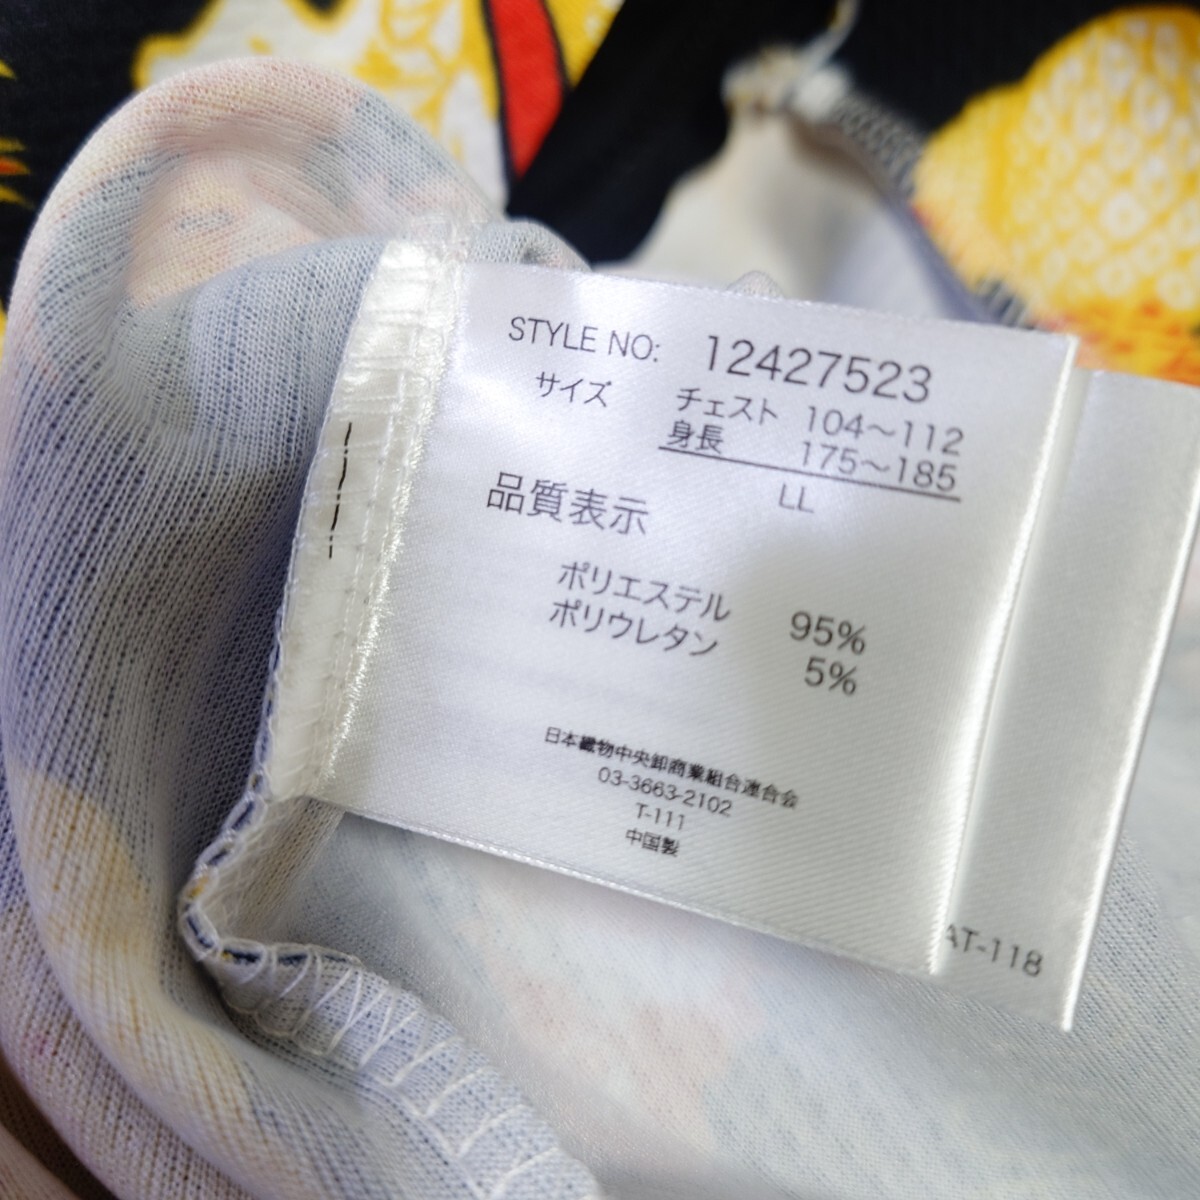 STYLE NO: 12427523
サイズ チェスト 104～112
身長 175～185
LL
品質表示
ポリエステル 95%
ポリウレタン 5%
日本織物中央卸商業組合連合会
03-3663-2102
T-111
中国製
AT-118